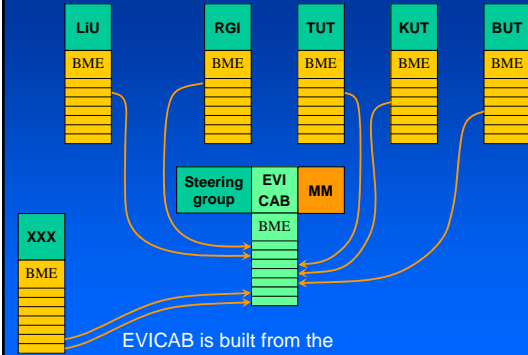 LiU
RGI
TUT
KUT
BUT
BME
BME
BME
BME
BME
Steering
group
EVI
CAB
MM
BME
XXX
BME
EVICAB is built from the